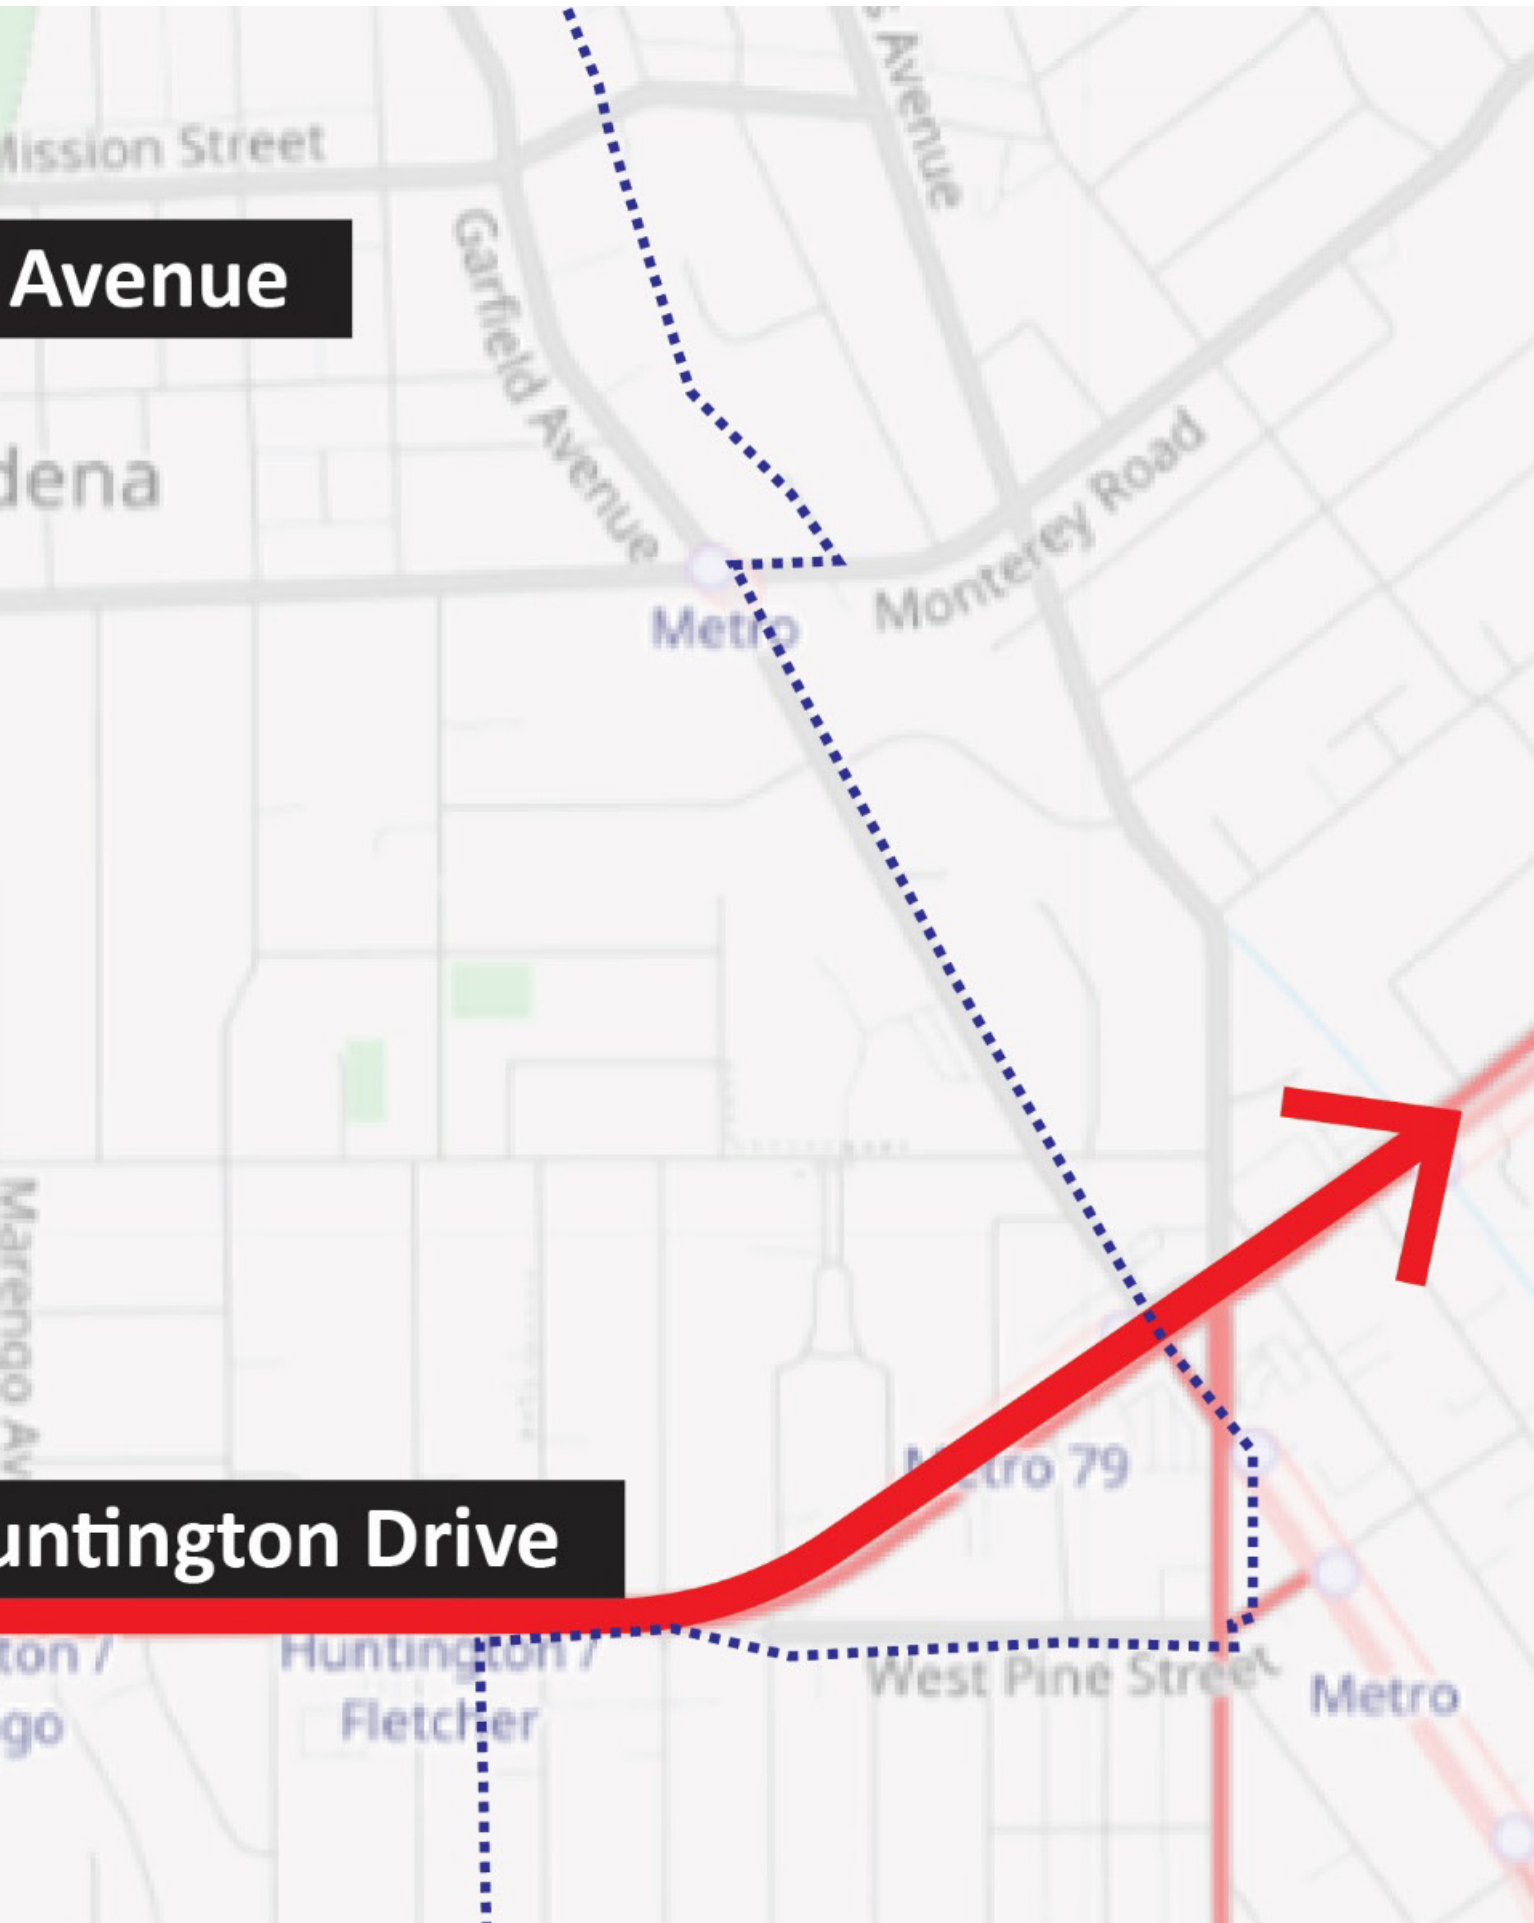 Avenue
Mission Street
Avenue
Garfield Avenue
dena
Monterey Road
Metro
Marengo Av
Metro 79
untington Drive
ton /
go
Huntington /
Fletcher
West Pine Street
Metro